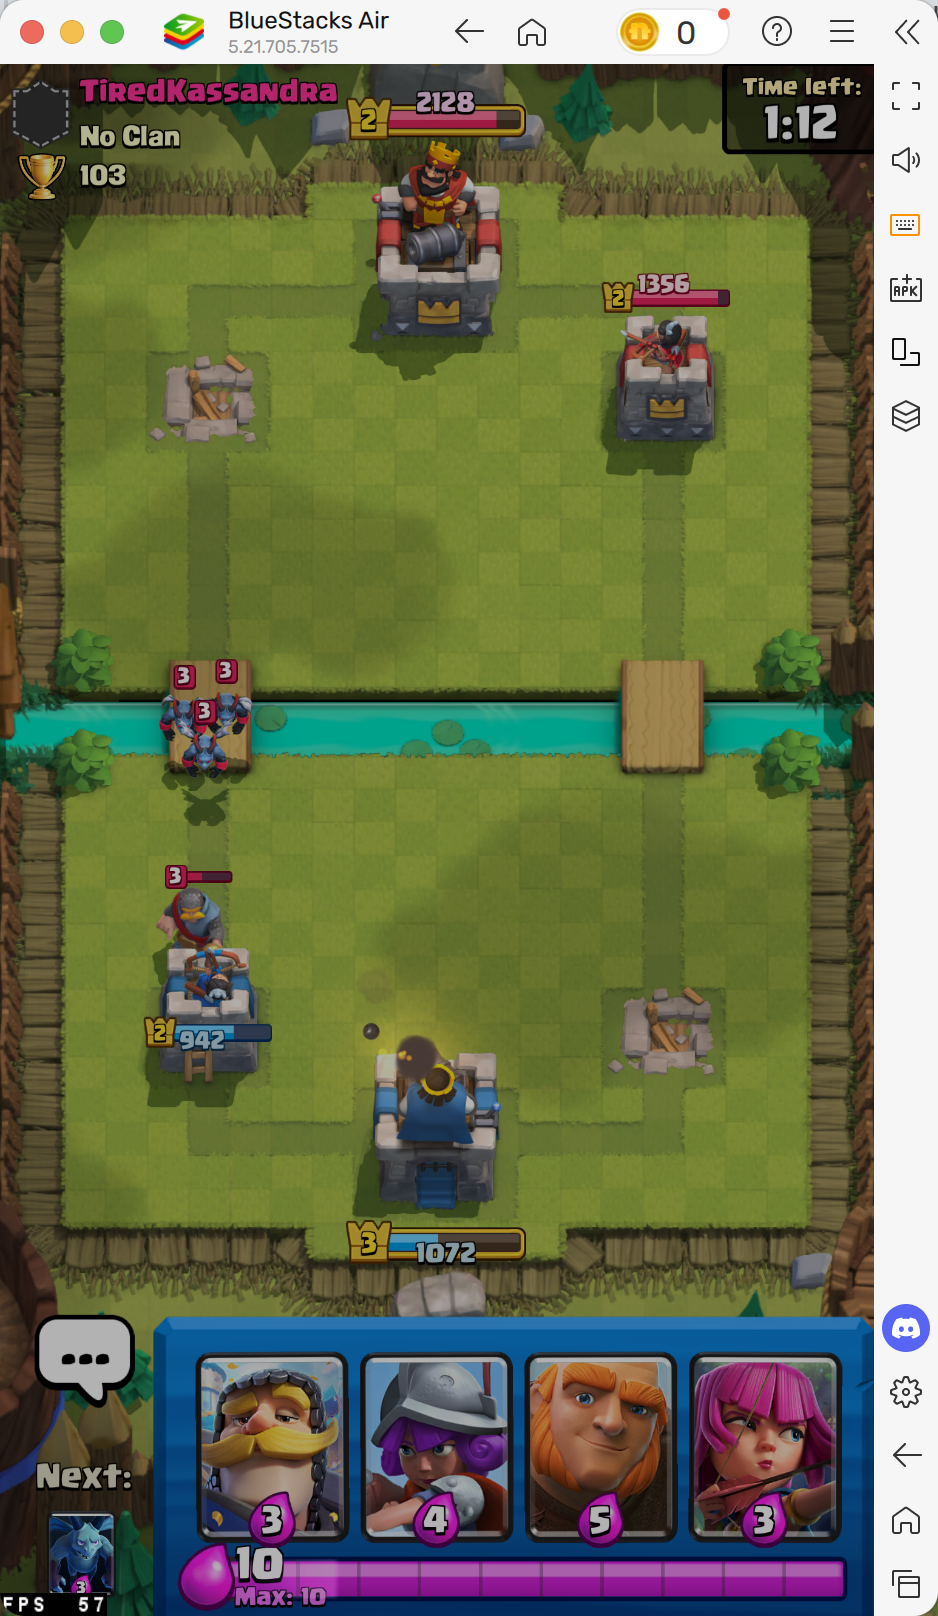 BlueStacks Air
5.21.705.7515
0
TiredKassandra
No Clan
103
2
2128
Time left:
1:12
2
1356
APK
3
3
3
3
2
942
3
1072
Next:
3
3
4
5
3
10
Max: 10
FPS 57